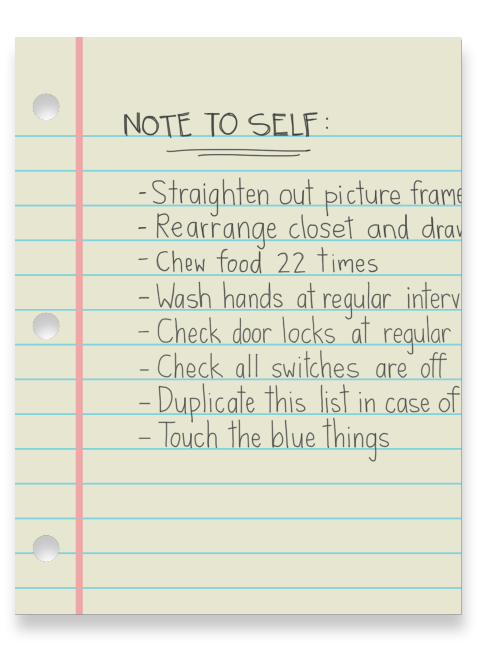 NOTE TO SELF:
- Straighten out picture frame
- Rearrange closet and draw
- Chew food 22 times
- Wash hands at regular interv
- Check door locks at regular
- Check all switches are off
- Duplicate this list in case of
- Touch the blue things